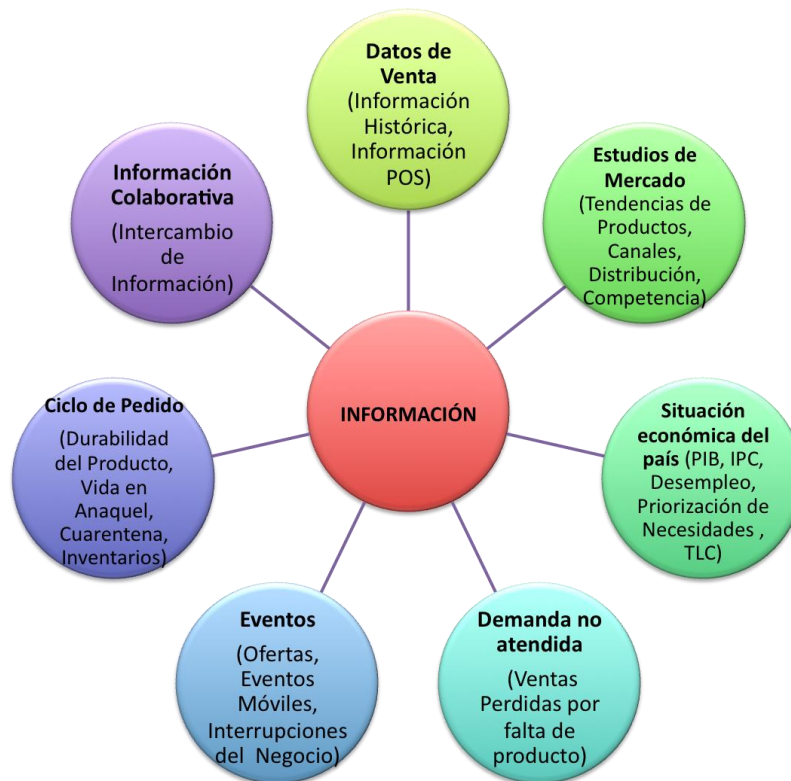 Datos de
Venta
(Información
Histórica,
Información
POS)
Estudios de
Mercado
(Tendencias de
Productos,
Canales,
Distribución,
Competencia)
Situación
económica del
país (PIB, IPC,
Desempleo,
Priorización de
Necesidades ,
TLC)
Demanda no
atendida
(Ventas
Perdidas por
falta de
producto)
Eventos
(Ofertas,
Eventos
Móviles,
Interrupciones
del Negocio)
Ciclo de Pedido
(Durabilidad
del Producto,
Vida en
Anaquel,
Cuarentena,
Inventarios)
Información
Colaborativa
(Intercambio
de
Información)
INFORMACIÓN